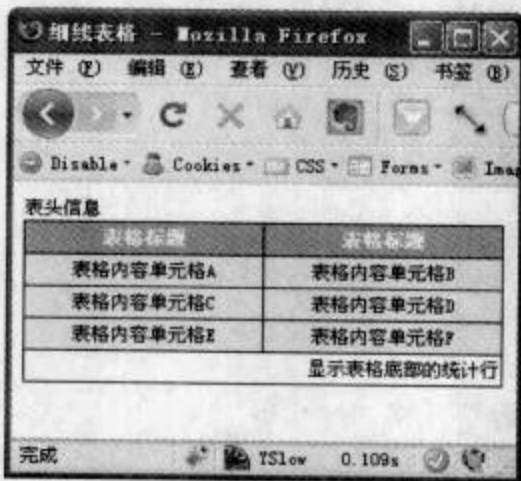 细线表格 - Mozilla Firefox
文件 (F) 编辑 (E) 查看 (V) 历史 (S) 书签 (B)
Disable Cookies CSS Forms Imag
表头信息
表格标题 表格标题
表格内容单元格A 表格内容单元格B
表格内容单元格C 表格内容单元格D
表格内容单元格E 表格内容单元格F
显示表格底部的统计行
完成 YSlow 0.109s